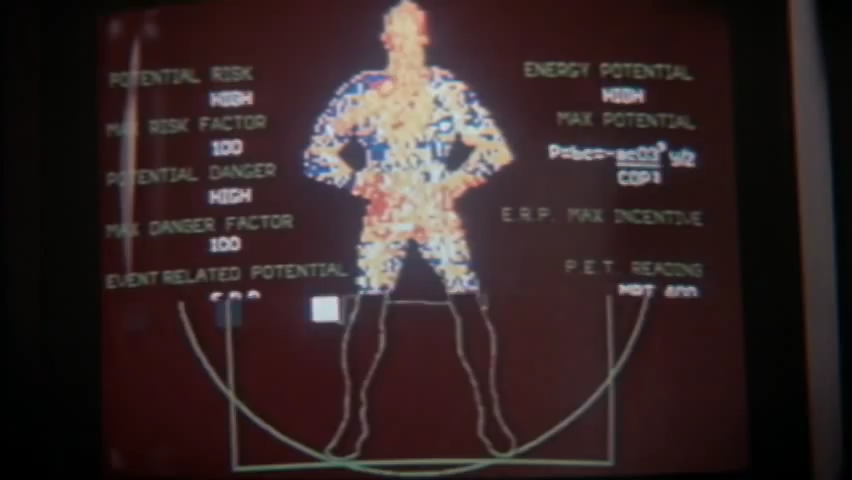 POTENTIAL RISK
HIGH
MAX RISK FACTOR
100
POTENTIAL DANGER
HIGH
MAX DANGER FACTOR
100
EVENT RELATED POTENTIAL
ENERGY POTENTIAL
HIGH
MAX POTENTIAL
E.R.P. MAX INCENTIVE
P.E.T. READING